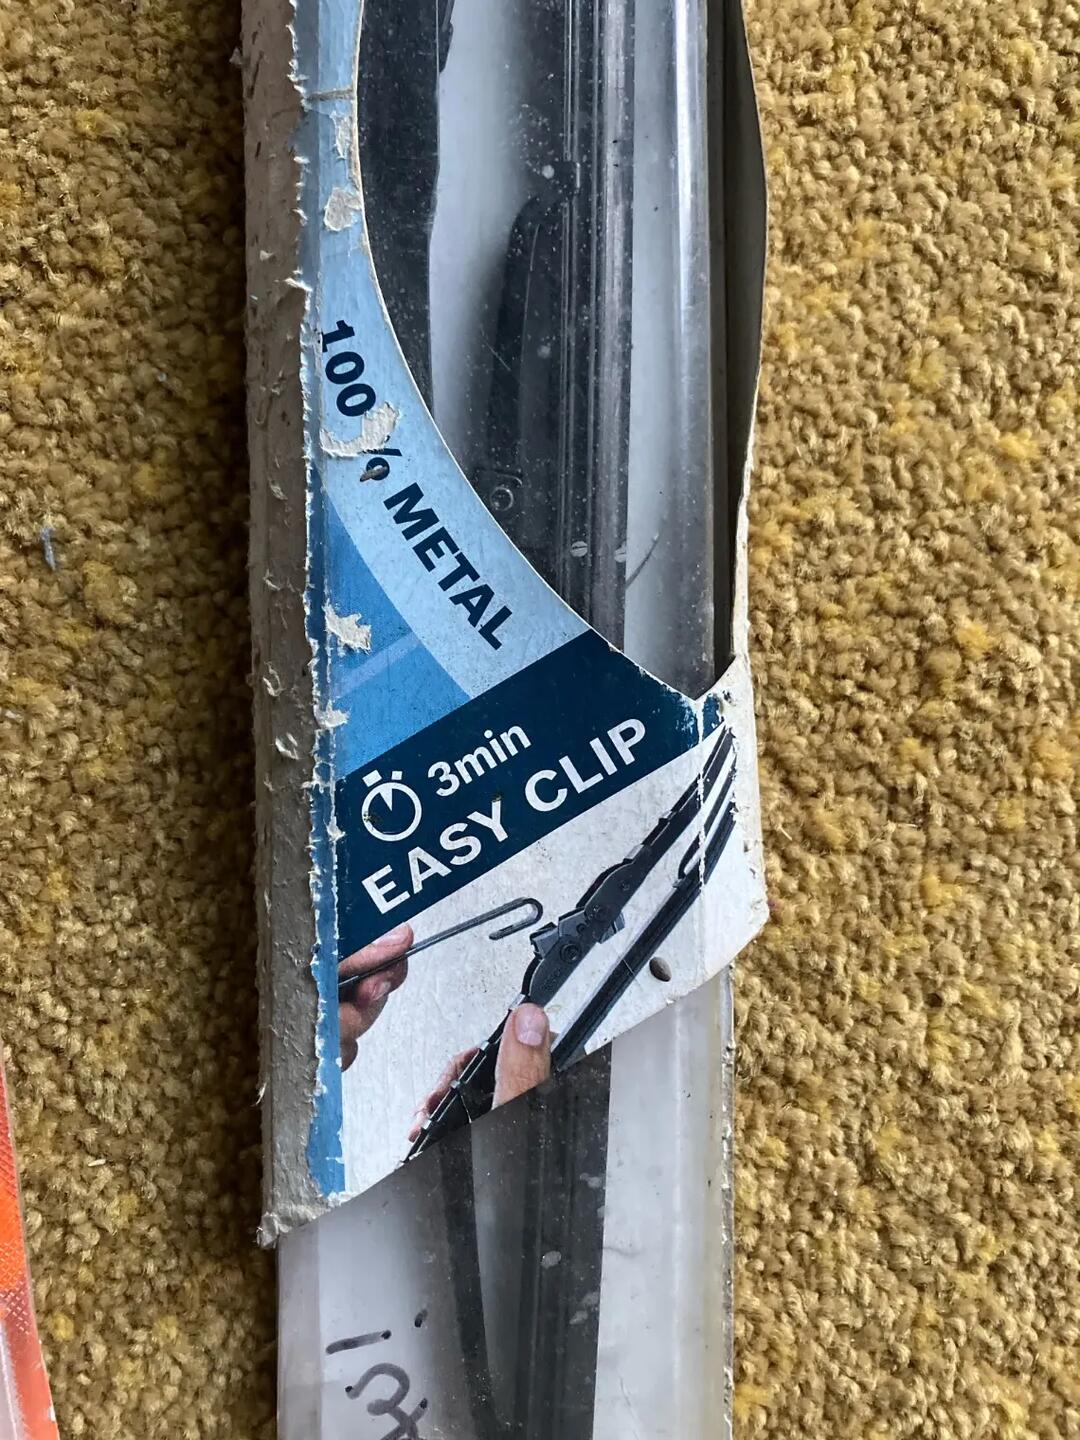 100 % METAL
3min
EASY CLIP